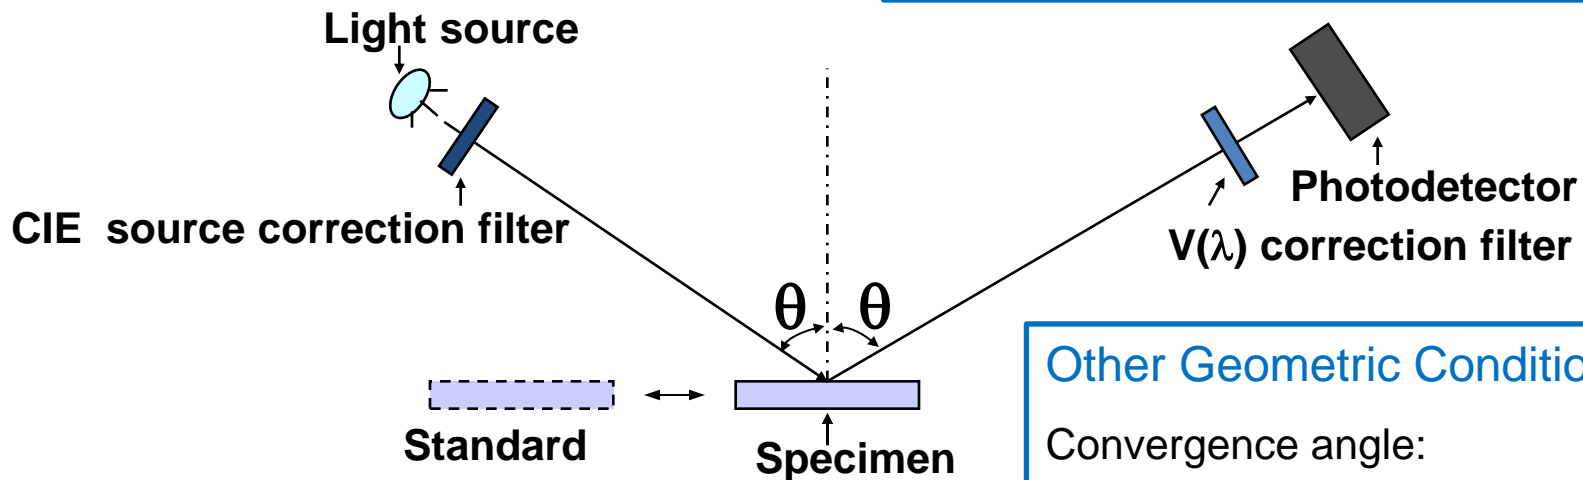 Light source
CIE source correction filter
Photodetector
V(λ) correction filter
θ θ
Standard
Specimen
Other Geometric Conditio
Convergence angle: